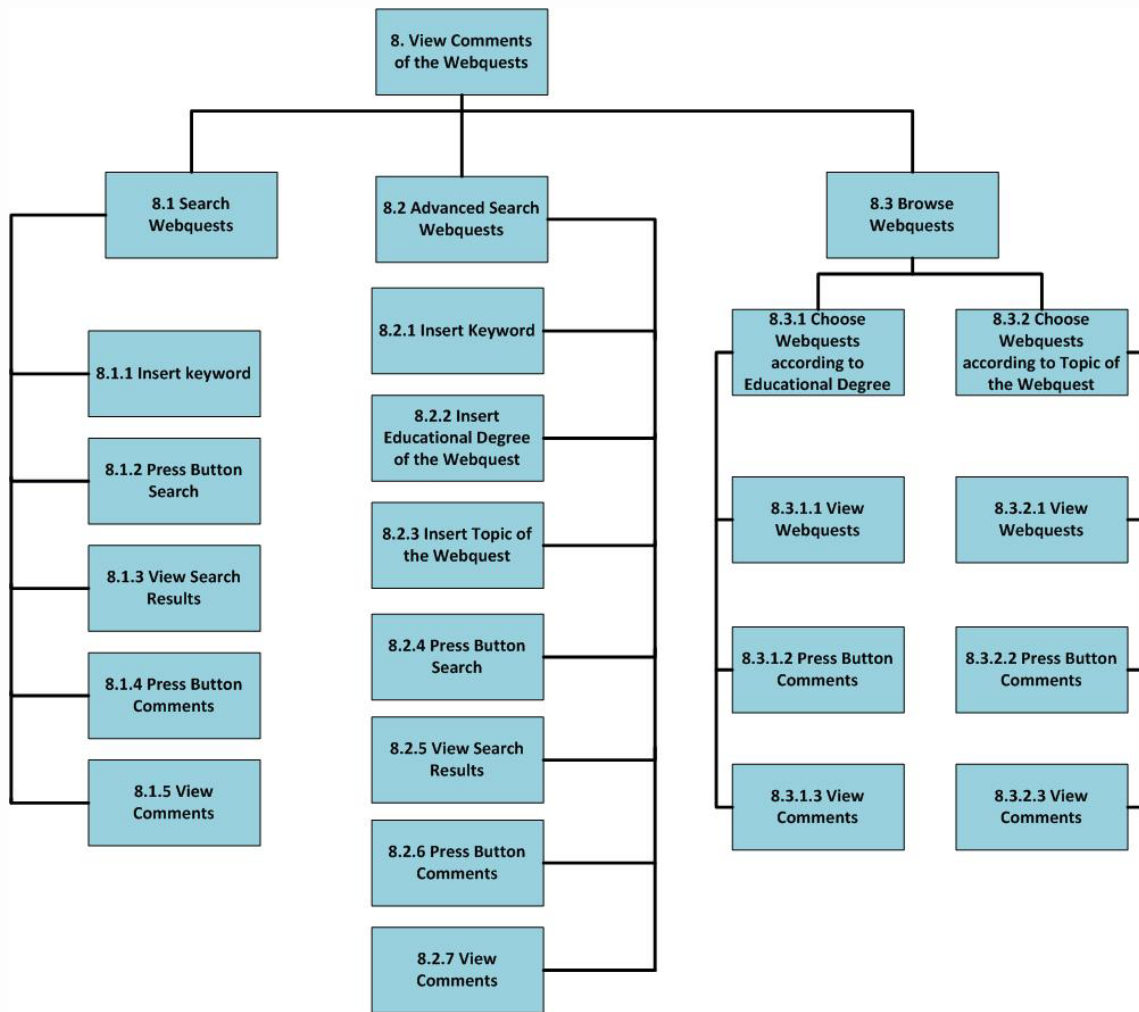 8. View Comments
of the Webquests
8.1 Search
Webquests
8.2 Advanced Search
Webquests
8.3 Browse
Webquests
8.1.1 Insert keyword
8.1.2 Press Button
Search
8.1.3 View Search
Results
8.1.4 Press Button
Comments
8.1.5 View
Comments
8.2.1 Insert Keyword
8.2.2 Insert
Educational Degree
of the Webquest
8.2.3 Insert Topic of
the Webquest
8.2.4 Press Button
Search
8.2.5 View Search
Results
8.2.6 Press Button
Comments
8.2.7 View
Comments
8.3.1 Choose
Webquests
according to
Educational Degree
8.3.1.1 View
Webquests
8.3.1.2 Press Button
Comments
8.3.1.3 View
Comments
8.3.2 Choose
Webquests
according to Topic of
the Webquest
8.3.2.1 View
Webquests
8.3.2.2 Press Button
Comments
8.3.2.3 View
Comments